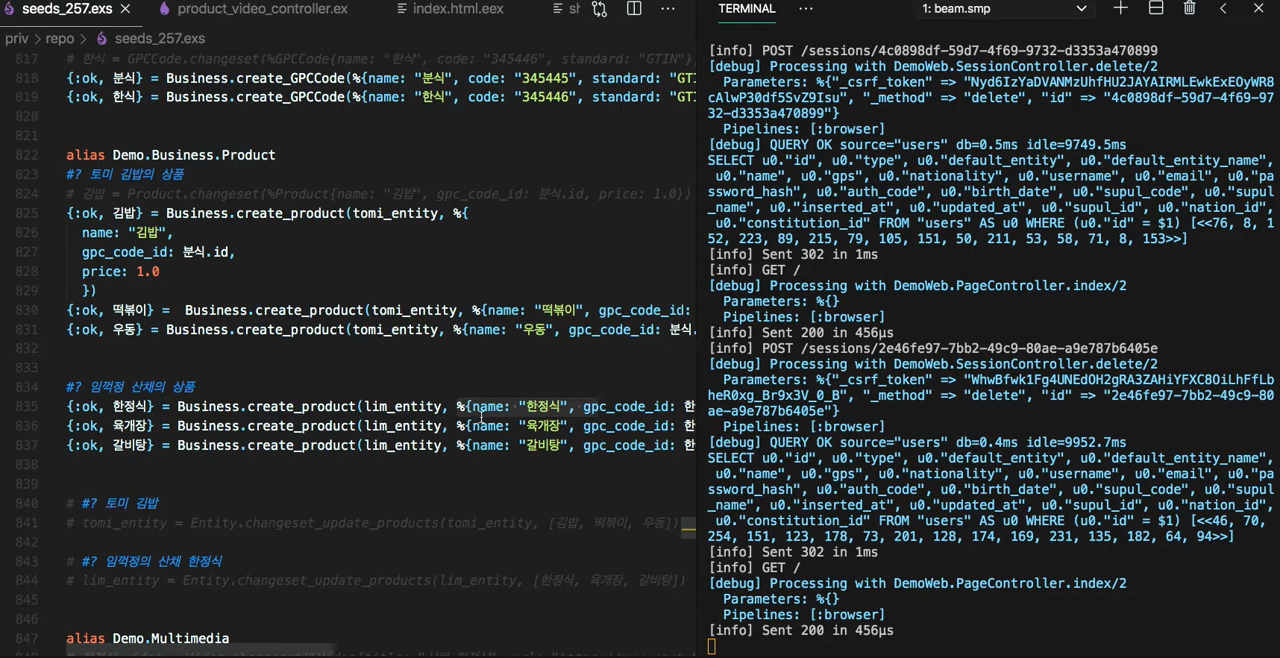 seeds_257.exs
product_video_controller.ex
index.html.eex
sh
priv > repo > seeds_257.exs
817 # 한식 = GPCCode.changeset(%GPCCode{name: "한식", code: "345446", standard: "GTIN"},
818 {:ok, 분식} = Business.create_GPCCode(%{name: "분식", code: "345445", standard: "GTI
819 {:ok, 한식} = Business.create_GPCCode(%{name: "한식", code: "345446", standard: "GTI
820
821
822 alias Demo.Business.Product
823 #? 토미 김밥의 상품
824 # 김밥 = Product.changeset(%Product{name: "김밥", gpc_code_id: 분식.id, price: 1.0})
825 {:ok, 김밥} = Business.create_product(tomi_entity, %{
826 name: "김밥",
827 gpc_code_id: 분식.id,
828 price: 1.0
829 })
830 {:ok, 떡볶이} = Business.create_product(tomi_entity, %{name: "떡볶이", gpc_code_id:
831 {:ok, 우동} = Business.create_product(tomi_entity, %{name: "우동", gpc_code_id: 분식.
832
833
834 #? 임꺽정 산채의 상품
835 {:ok, 한정식} = Business.create_product(lim_entity, %{name: "한정식", gpc_code_id: 한
836 {:ok, 육개장} = Business.create_product(lim_entity, %{name: "육개장", gpc_code_id: 한
837 {:ok, 갈비탕} = Business.create_product(lim_entity, %{name: "갈비탕", gpc_code_id: 한
838
839
840 # #? 토미 김밥
841 # tomi_entity = Entity.changeset_update_products(tomi_entity, [김밥, 떡볶이, 우동])
842
843 # #? 임꺽정의 산채 한정식
844 # lim_entity = Entity.changeset_update_products(lim_entity, [한정식, 육개장, 갈비탕])
845
846
847 alias Demo.Multimedia
TERMINAL ··· 1: beam.smp
[info] POST /sessions/4c0898df-59d7-4f69-9732-d3353a470899
[debug] Processing with DemoWeb.SessionController.delete/2
Parameters: %{"_csrf_token" => "Nyd6IzYaDVANMzUhfHU2JAYAIRMLEwkExEOyWR8
cAlwP30df5SvZ9Isu", "_method" => "delete", "id" => "4c0898df-59d7-4f69-97
32-d3353a470899"}
Pipelines: [:browser]
[debug] QUERY OK source="users" db=0.5ms idle=9749.5ms
SELECT u0."id", u0."type", u0."default_entity", u0."default_entity_name",
u0."name", u0."gps", u0."nationality", u0."username", u0."email", u0."pa
ssword_hash", u0."auth_code", u0."birth_date", u0."supul_code", u0."supul
_name", u0."inserted_at", u0."updated_at", u0."supul_id", u0."nation_id",
u0."constitution_id" FROM "users" AS u0 WHERE (u0."id" = $1) [<<76, 8, 1
52, 223, 89, 215, 79, 105, 151, 50, 211, 53, 58, 71, 8, 153>>]
[info] Sent 302 in 1ms
[info] GET /
[debug] Processing with DemoWeb.PageController.index/2
Parameters: %{}
Pipelines: [:browser]
[info] Sent 200 in 456µs
[info] POST /sessions/2e46fe97-7bb2-49c9-80ae-a9e787b6405e
[debug] Processing with DemoWeb.SessionController.delete/2
Parameters: %{"_csrf_token" => "WhwBfwk1Fg4UNEdOH2gRA3ZAHiYFXC8OiLhFfLb
heR0xg_Br9x3V_0_B", "_method" => "delete", "id" => "2e46fe97-7bb2-49c9-80
ae-a9e787b6405e"}
Pipelines: [:browser]
[debug] QUERY OK source="users" db=0.4ms idle=9952.7ms
SELECT u0."id", u0."type", u0."default_entity", u0."default_entity_name",
u0."name", u0."gps", u0."nationality", u0."username", u0."email", u0."pa
ssword_hash", u0."auth_code", u0."birth_date", u0."supul_code", u0."supul
_name", u0."inserted_at", u0."updated_at", u0."supul_id", u0."nation_id",
u0."constitution_id" FROM "users" AS u0 WHERE (u0."id" = $1) [<<46, 70,
254, 151, 123, 178, 73, 201, 128, 174, 169, 231, 135, 182, 64, 94>>]
[info] Sent 302 in 1ms
[info] GET /
[debug] Processing with DemoWeb.PageController.index/2
Parameters: %{}
Pipelines: [:browser]
[info] Sent 200 in 456µs